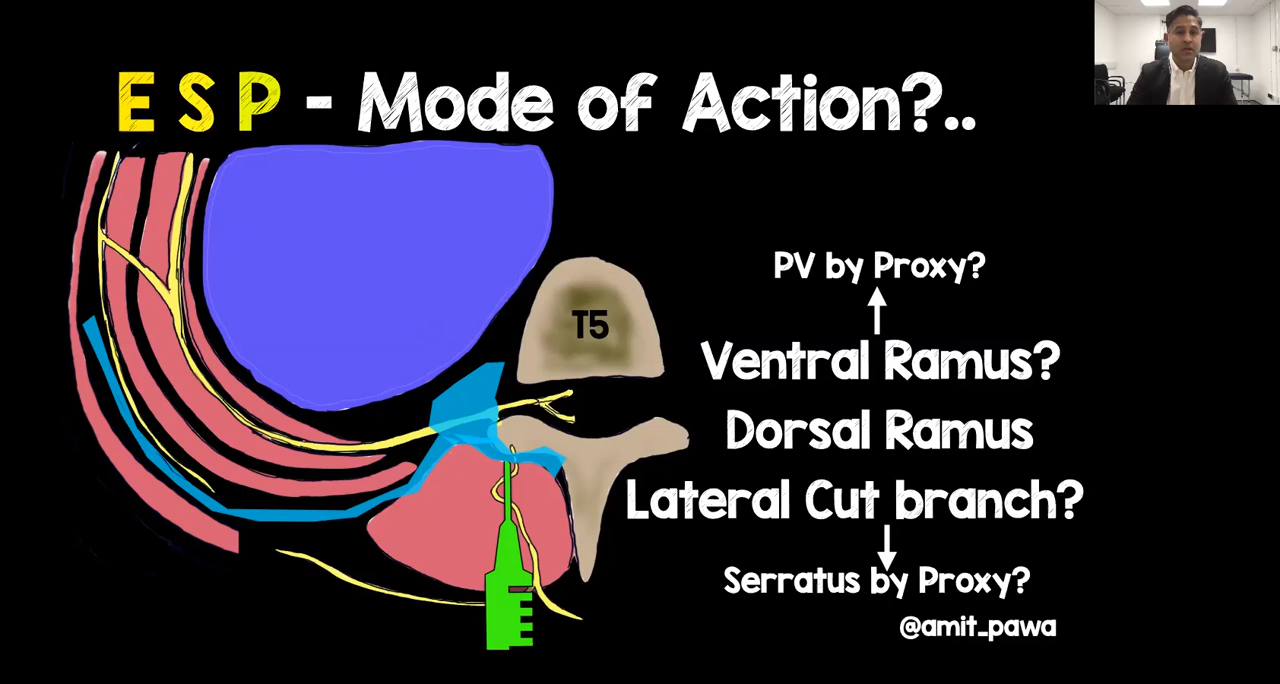 ESP - Mode of Action?..
T5
PV by Proxy?
Ventral Ramus?
Dorsal Ramus
Lateral Cut branch?
Serratus by Proxy?
@amit_pawa